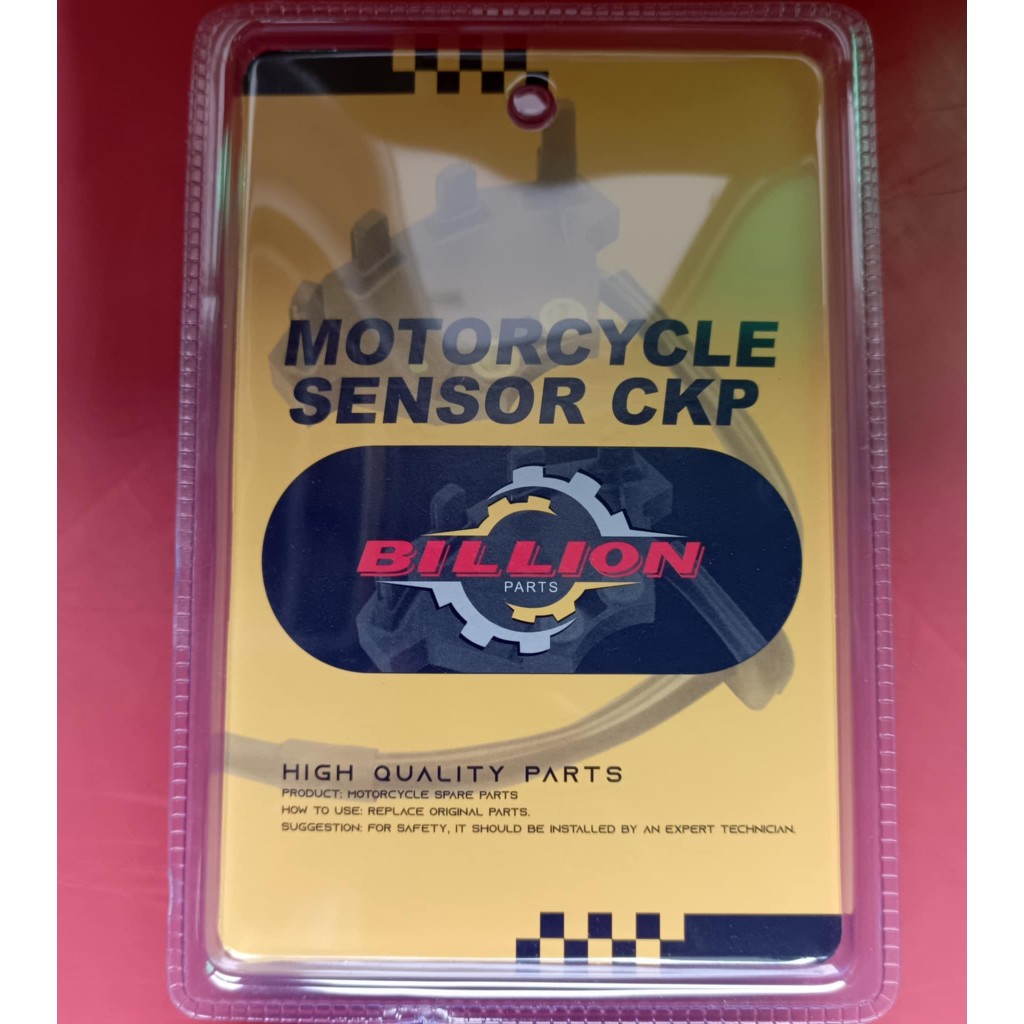 MOTORCYCLE
SENSOR CKP
BILLION
PARTS
HIGH QUALITY PARTS
PRODUCT: MOTORCYCLE SPARE PARTS
HOW TO USE: REPLACE ORIGINAL PARTS.
SUGGESTION: FOR SAFETY, IT SHOULD BE INSTALLED BY AN EXPERT TECHNICIAN.